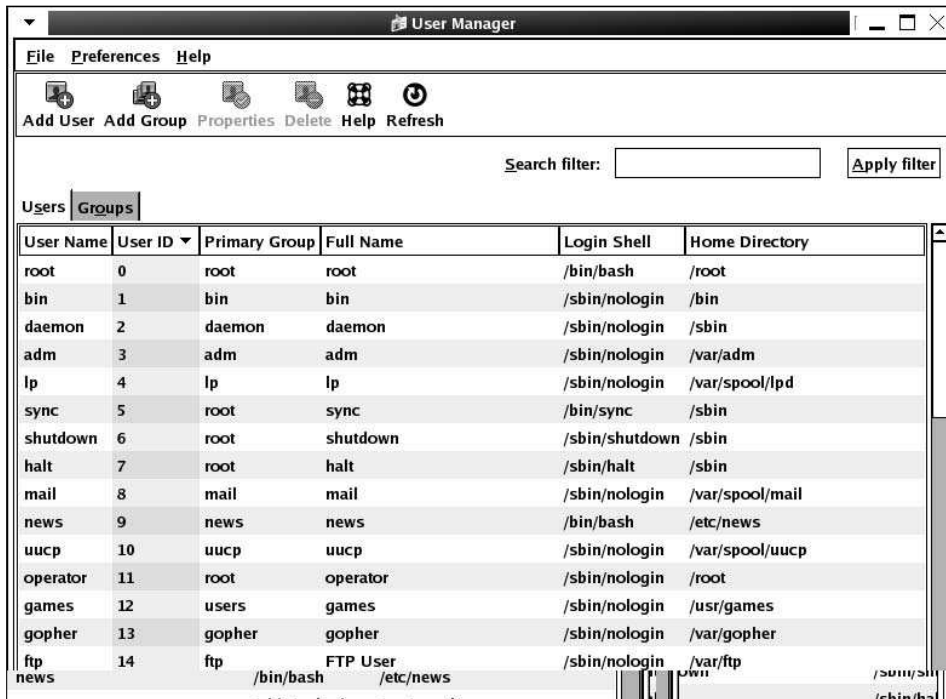 User Manager
File Preferences Help
Add User Add Group Properties Delete Help Refresh
Search filter: Apply filter
Users Groups
User Name User ID Primary Group Full Name Login Shell Home Directory
root 0 root root /bin/bash /root
bin 1 bin bin /sbin/nologin /bin
daemon 2 daemon daemon /sbin/nologin /sbin
adm 3 adm adm /sbin/nologin /var/adm
lp 4 lp lp /sbin/nologin /var/spool/lpd
sync 5 root sync /bin/sync /sbin
shutdown 6 root shutdown /sbin/shutdown /sbin
halt 7 root halt /sbin/halt /sbin
mail 8 mail mail /sbin/nologin /var/spool/mail
news 9 news news /bin/bash /etc/news
uucp 10 uucp uucp /sbin/nologin /var/spool/uucp
operator 11 root operator /sbin/nologin /root
games 12 users games /sbin/nologin /usr/games
gopher 13 gopher gopher /sbin/nologin /var/gopher
ftp 14 ftp FTP User /sbin/nologin /var/ftp
news /bin/bash /etc/news